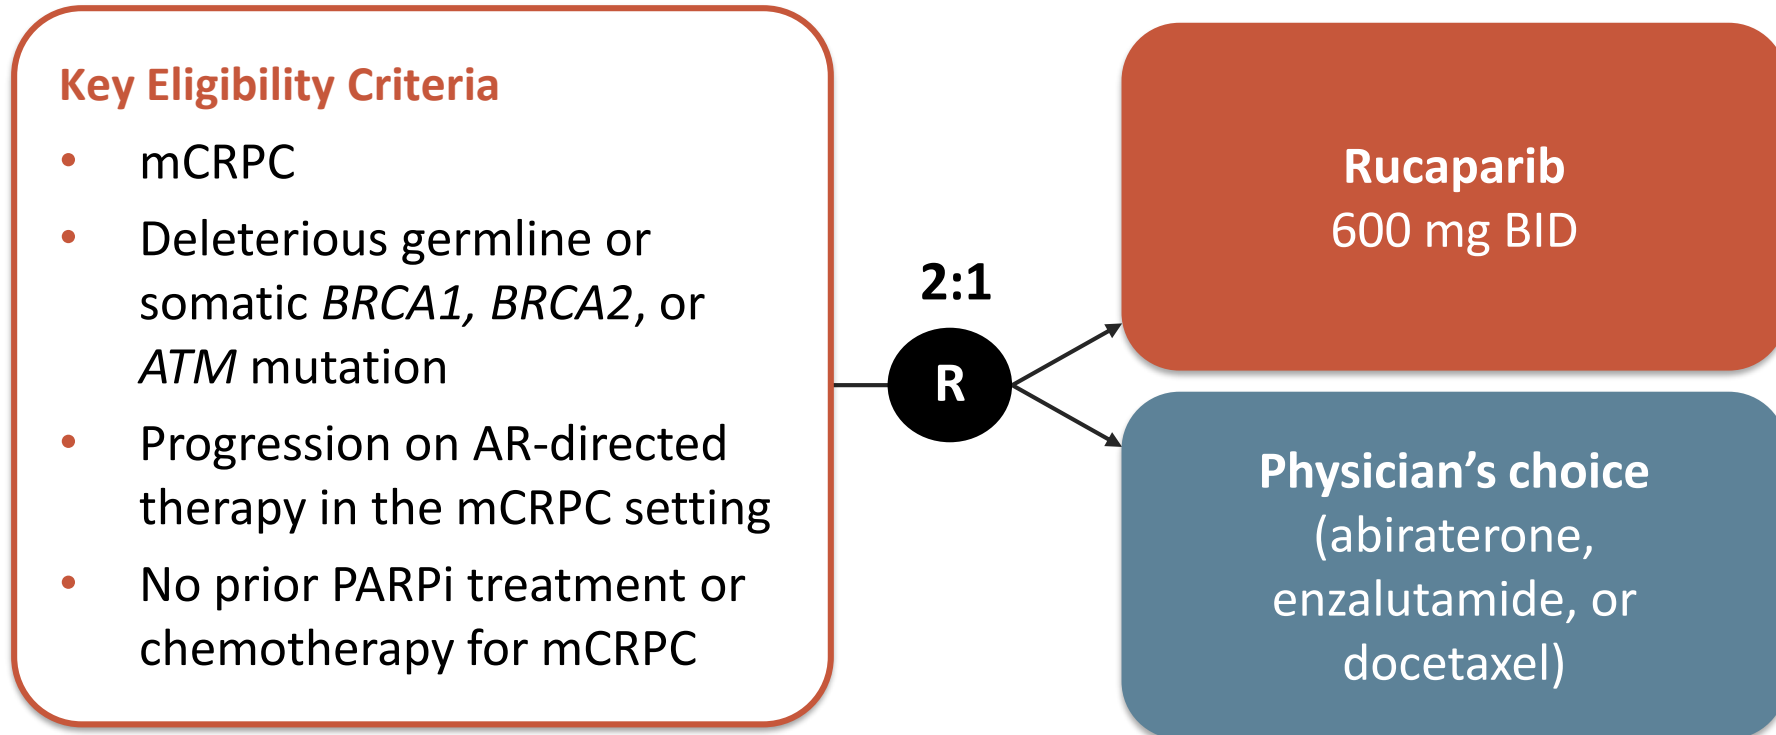 Key Eligibility Criteria
• mCRPC
• Deleterious germline or
somatic BRCA1, BRCA2, or
ATM mutation
• Progression on AR-directed
therapy in the mCRPC setting
• No prior PARPi treatment or
chemotherapy for mCRPC
2:1
R
Rucaparib
600 mg BID
Physician’s choice
(abiraterone,
enzalutamide, or
docetaxel)